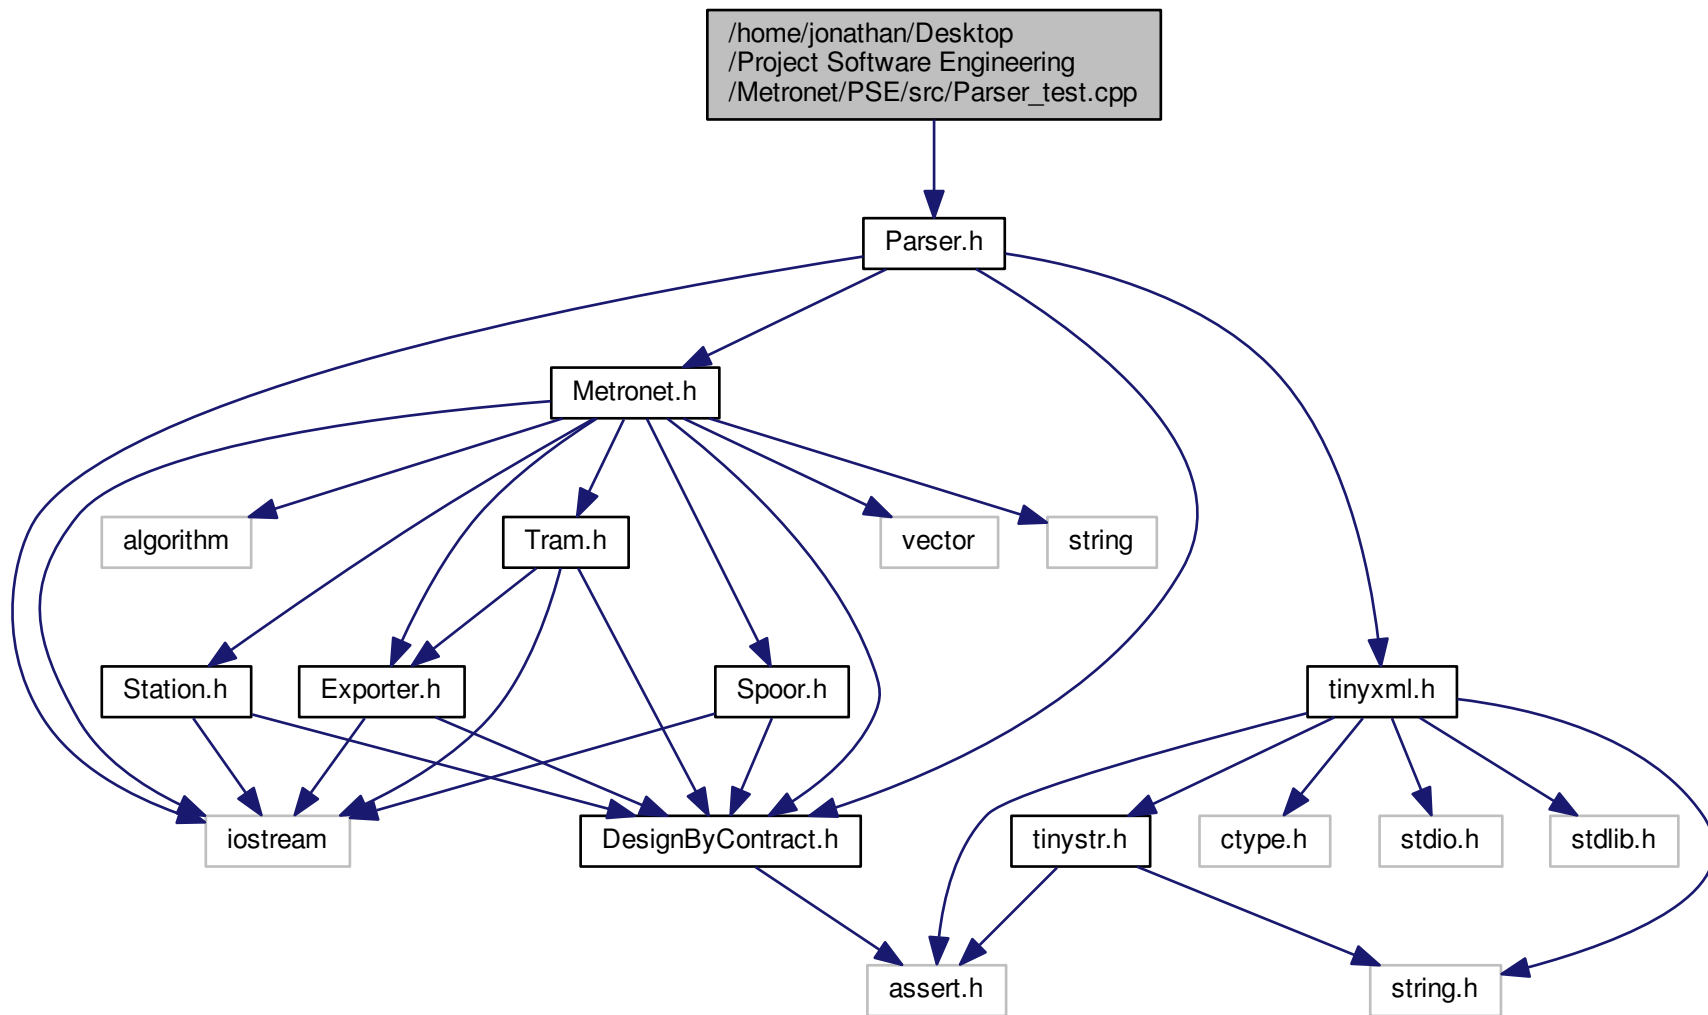 /home/jonathan/Desktop
/Project Software Engineering
/Metronet/PSE/src/Parser_test.cpp
Parser.h
Metronet.h
algorithm
Tram.h
vector
string
Station.h
Exporter.h
Spoor.h
tinyxml.h
iostream
DesignByContract.h
tinystr.h
ctype.h
stdio.h
stdlib.h
assert.h
string.h